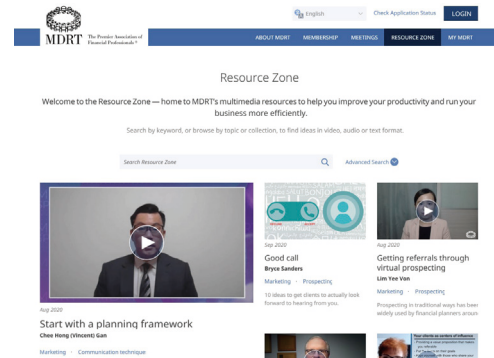 English
Check Application Status
LOGIN
MDRT
The Premier Association of
Financial Professionals®
ABOUT MDRT
MEMBERSHIP
MEETINGS
RESOURCE ZONE
MY MDRT
Resource Zone
Welcome to the Resource Zone — home to MDRT's multimedia resources to help you improve your productivity and run your
business more efficiently.
Search by keyword, or browse by topic or collection, to find ideas in video, audio or text format.
Search Resource Zone
Advanced Search
Aug 2020
Start with a planning framework
Chee Hong (Vincent) Gan
Marketing · Communication technique
HELLO
Sep 2020
Good call
Bryce Sanders
Marketing · Prospecting
10 ideas to get clients to actually look
forward to hearing from you.
Aug 2020
Getting referrals through
virtual prospecting
Lim Yee Von
Marketing · Prospecting
Prospecting in traditional ways has been
widely used by financial planners aroun